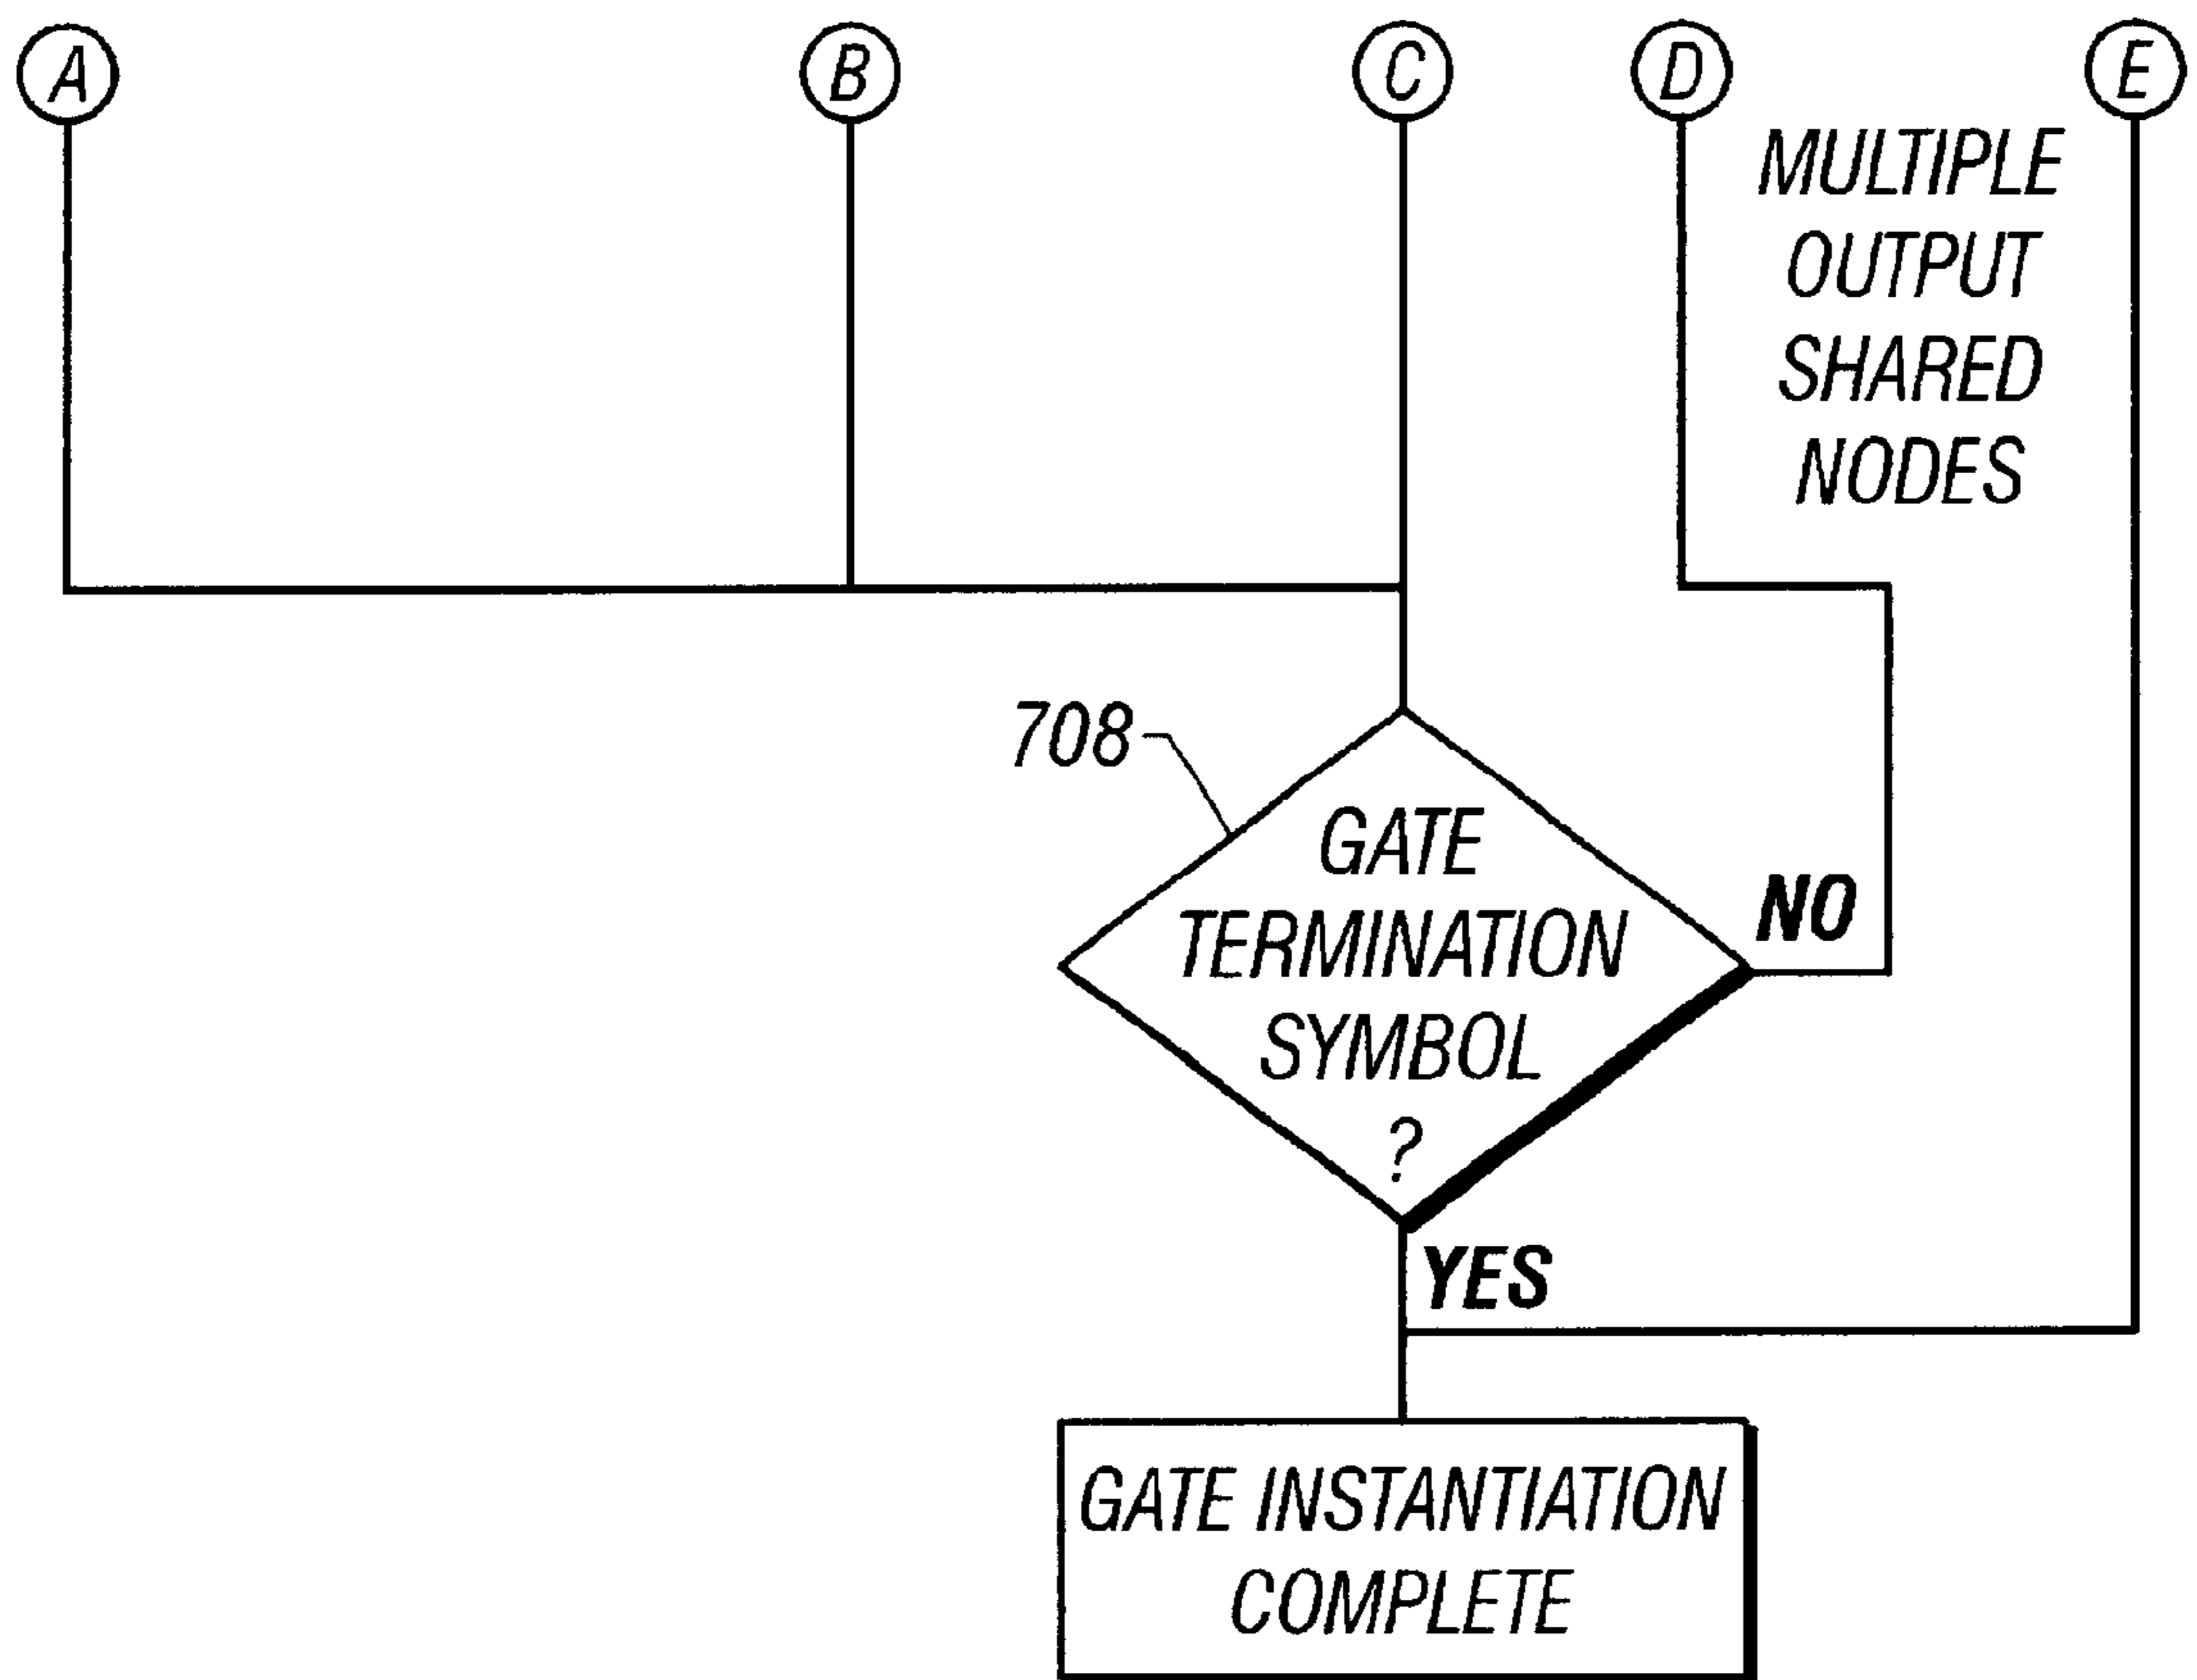 A B C D E
MULTIPLE
OUTPUT
SHARED
NODES
708
GATE
TERMINATION
SYMBOL
?
NO
YES
GATE INSTANTIATION
COMPLETE